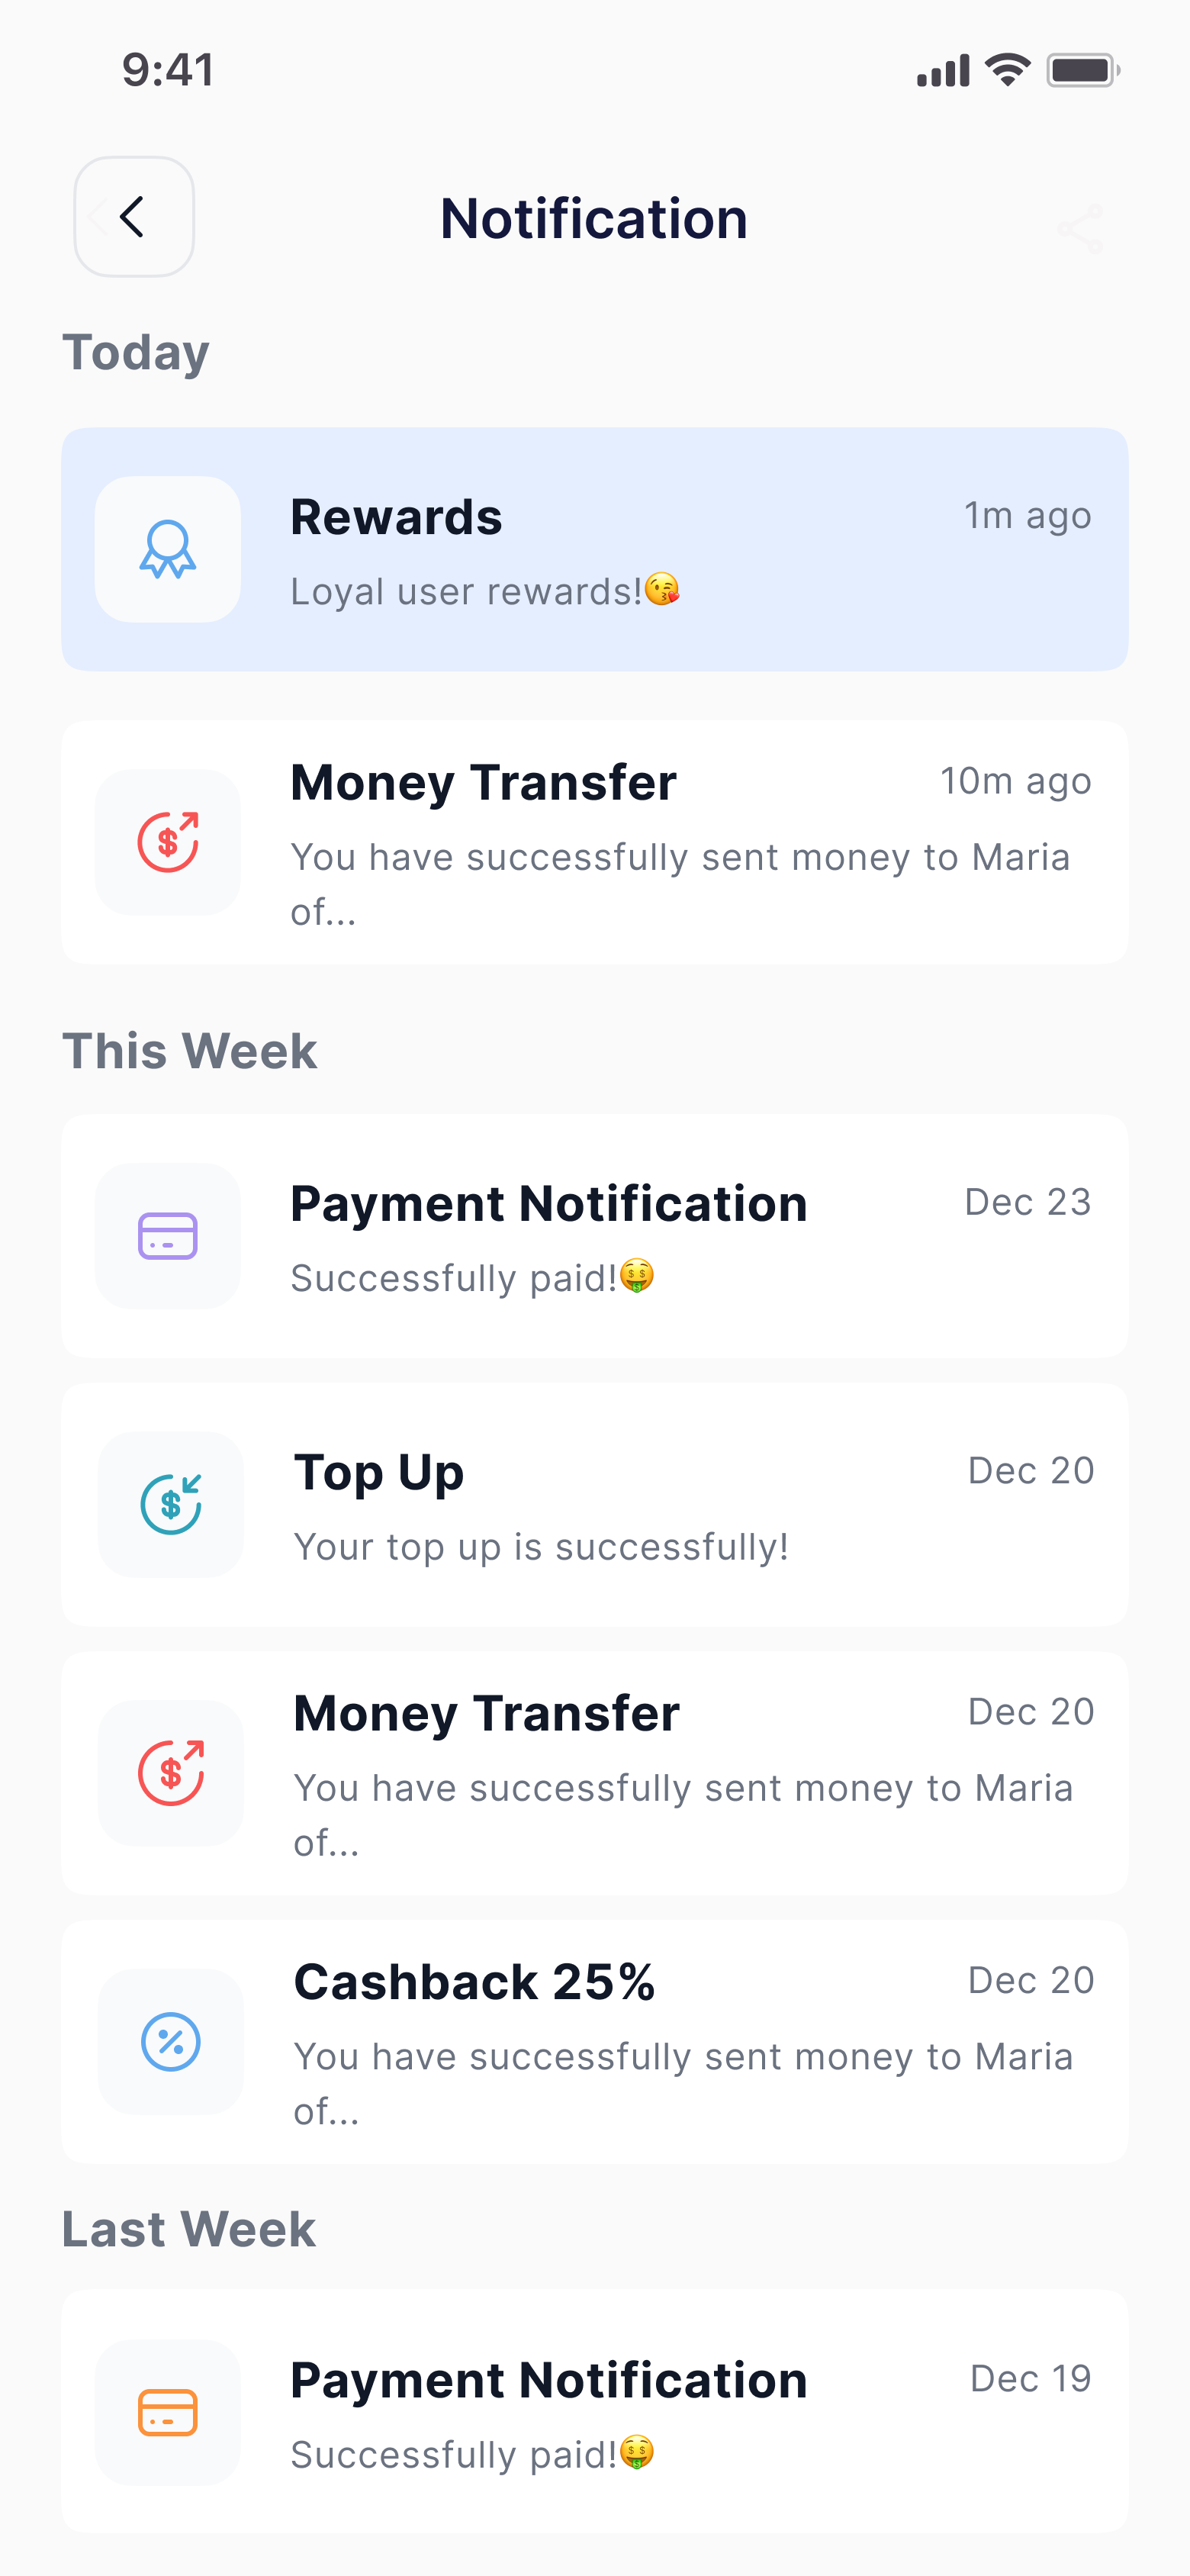 9:41
Notification
Today
Rewards
1m ago
Loyal user rewards!😘
Money Transfer
10m ago
You have successfully sent money to Maria
of...
This Week
Payment Notification
Dec 23
Successfully paid!🤑
Top Up
Dec 20
Your top up is successfully!
Money Transfer
Dec 20
You have successfully sent money to Maria
of...
Cashback 25%
Dec 20
You have successfully sent money to Maria
of...
Last Week
Payment Notification
Dec 19
Successfully paid!🤑